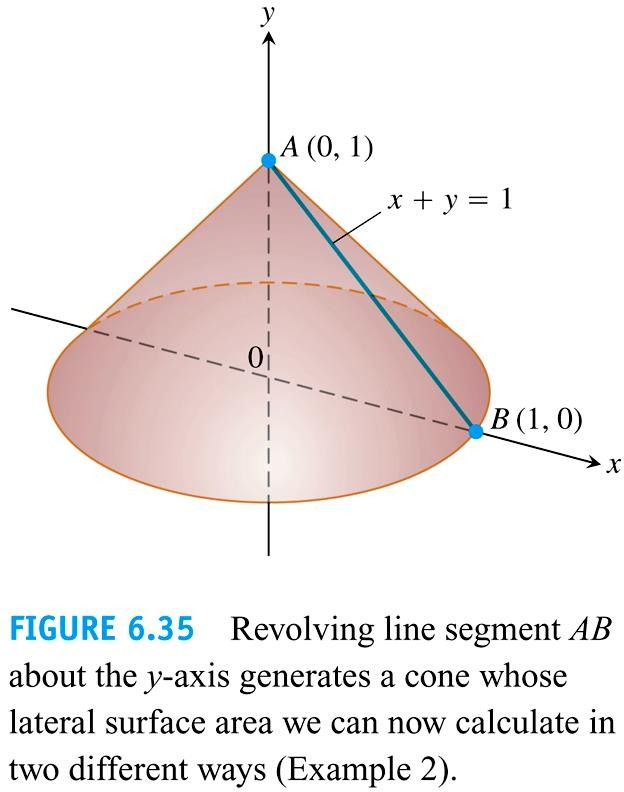 y
A (0, 1)
x + y = 1
0
B (1, 0)
x
FIGURE 6.35 Revolving line segment AB
about the y-axis generates a cone whose
lateral surface area we can now calculate in
two different ways (Example 2).